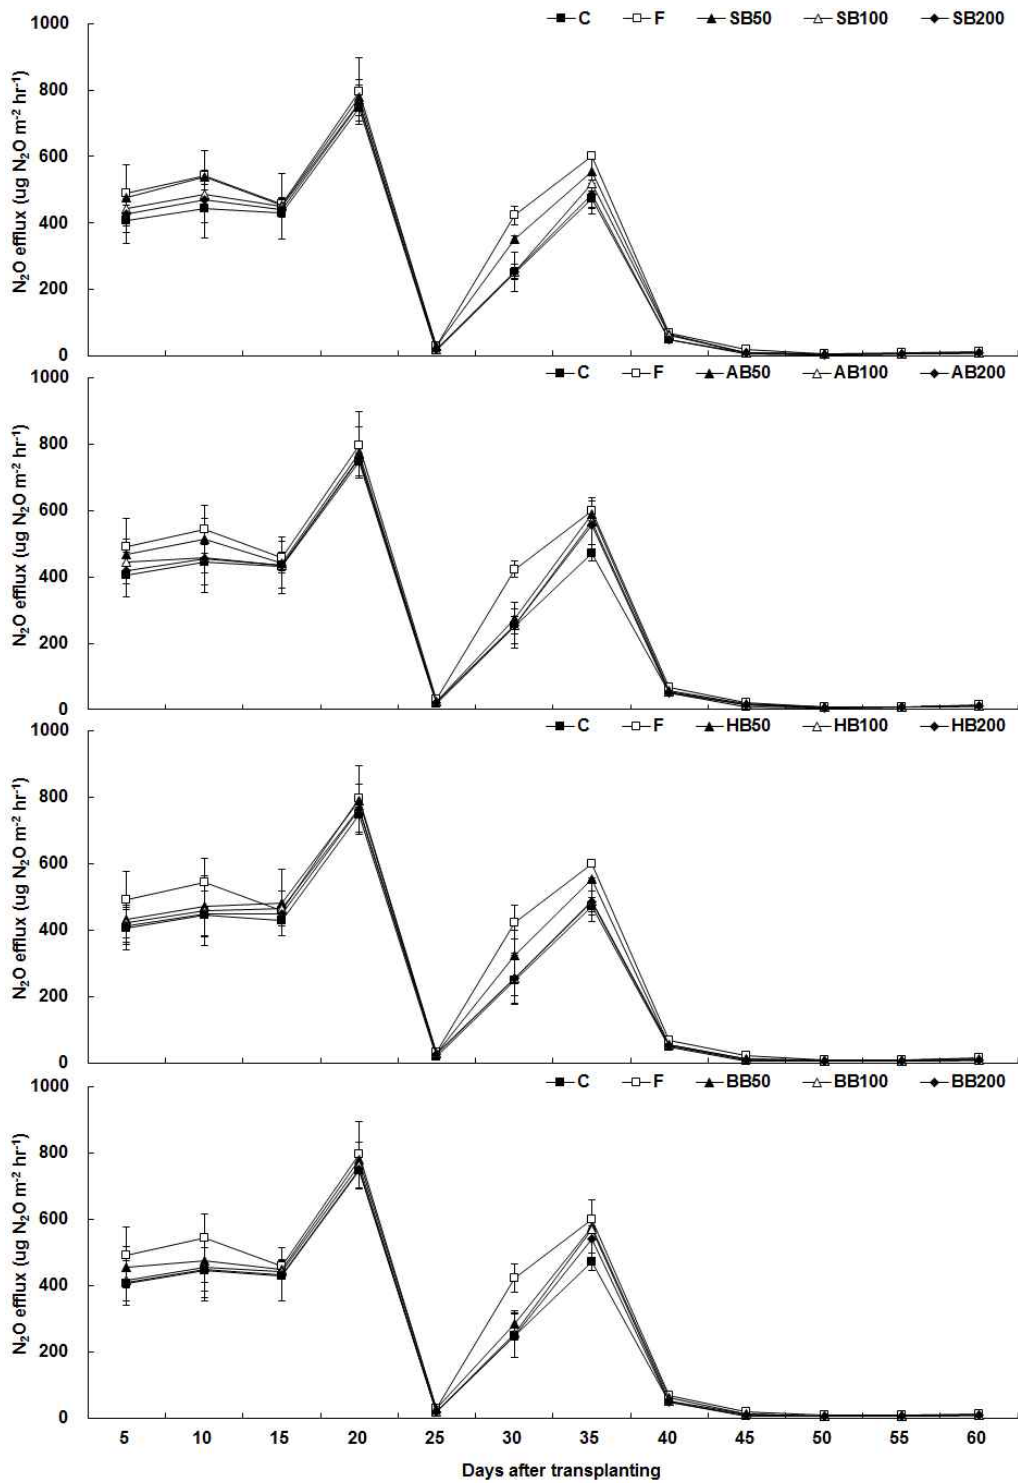 C F SB50 SB100 SB200
1000
800
600
400
200
0
N₂O efflux (ug N₂O m⁻² hr⁻¹)
C F AB50 AB100 AB200
1000
800
600
400
200
0
N₂O efflux (ug N₂O m⁻² hr⁻¹)
C F HB50 HB100 HB200
1000
800
600
400
200
0
N₂O efflux (ug N₂O m⁻² hr⁻¹)
C F BB50 BB100 BB200
1000
800
600
400
200
0
N₂O efflux (ug N₂O m⁻² hr⁻¹)
5 10 15 20 25 30 35 40 45 50 55 60
Days after transplanting